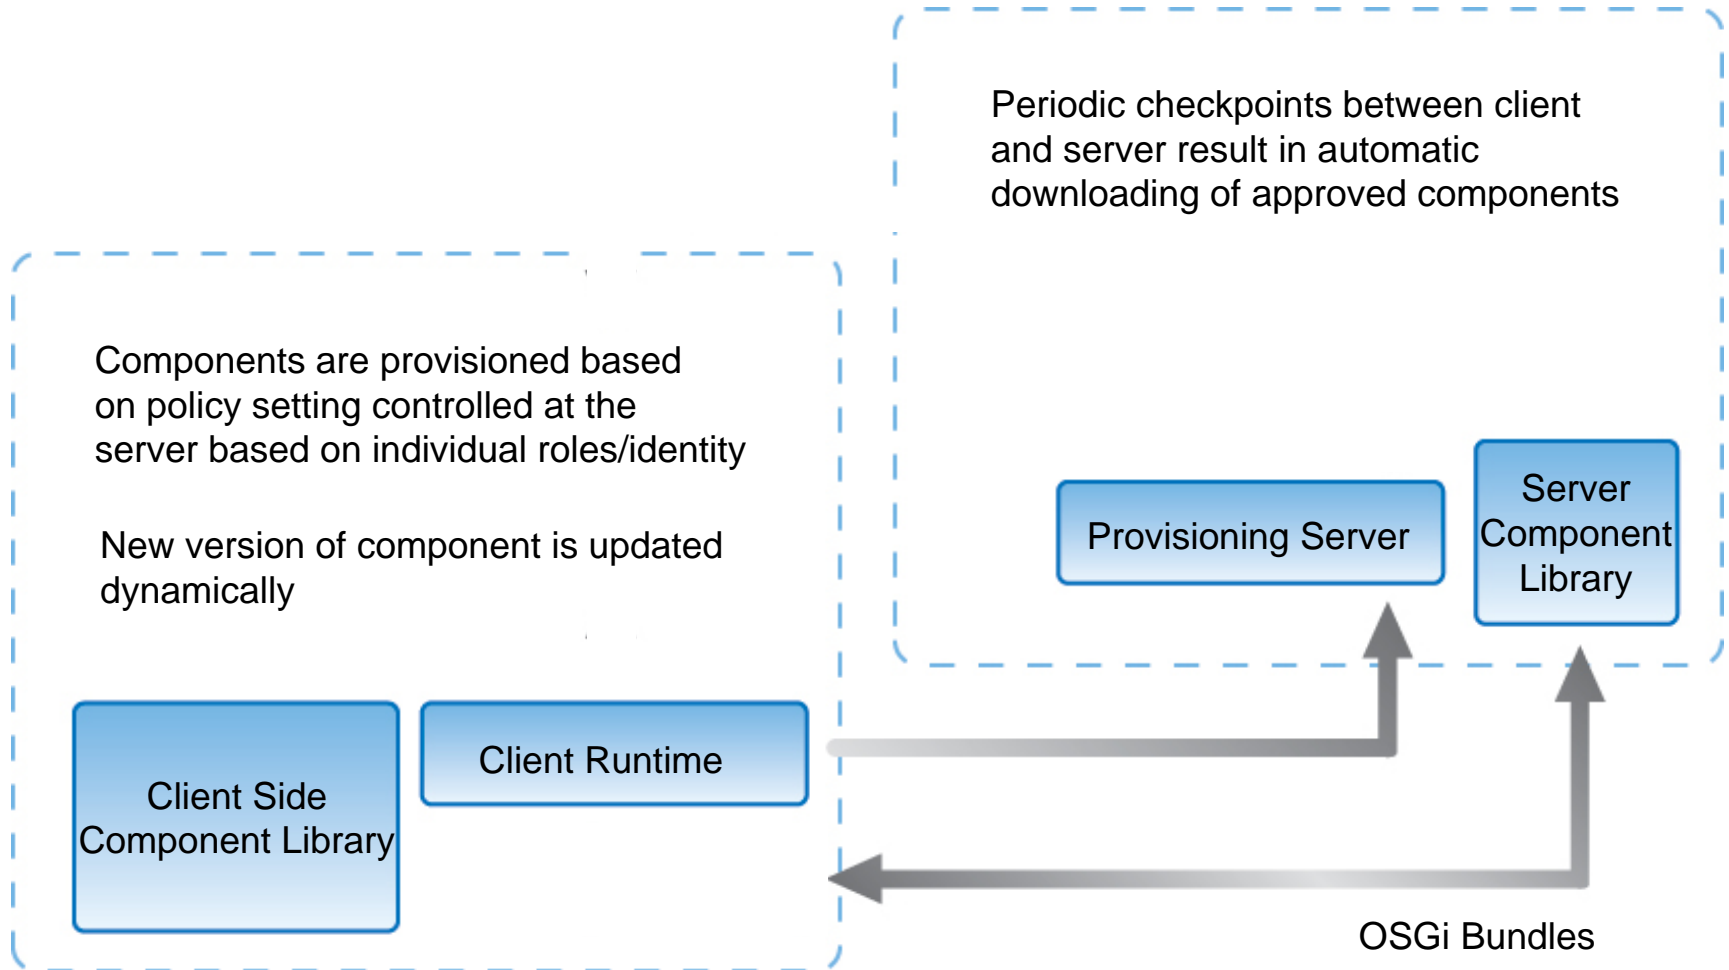 Periodic checkpoints between client
and server result in automatic
downloading of approved components
Components are provisioned based
on policy setting controlled at the
server based on individual roles/identity
New version of component is updated
dynamically
Provisioning Server
Server
Component
Library
Client Side
Component Library
Client Runtime
OSGi Bundles